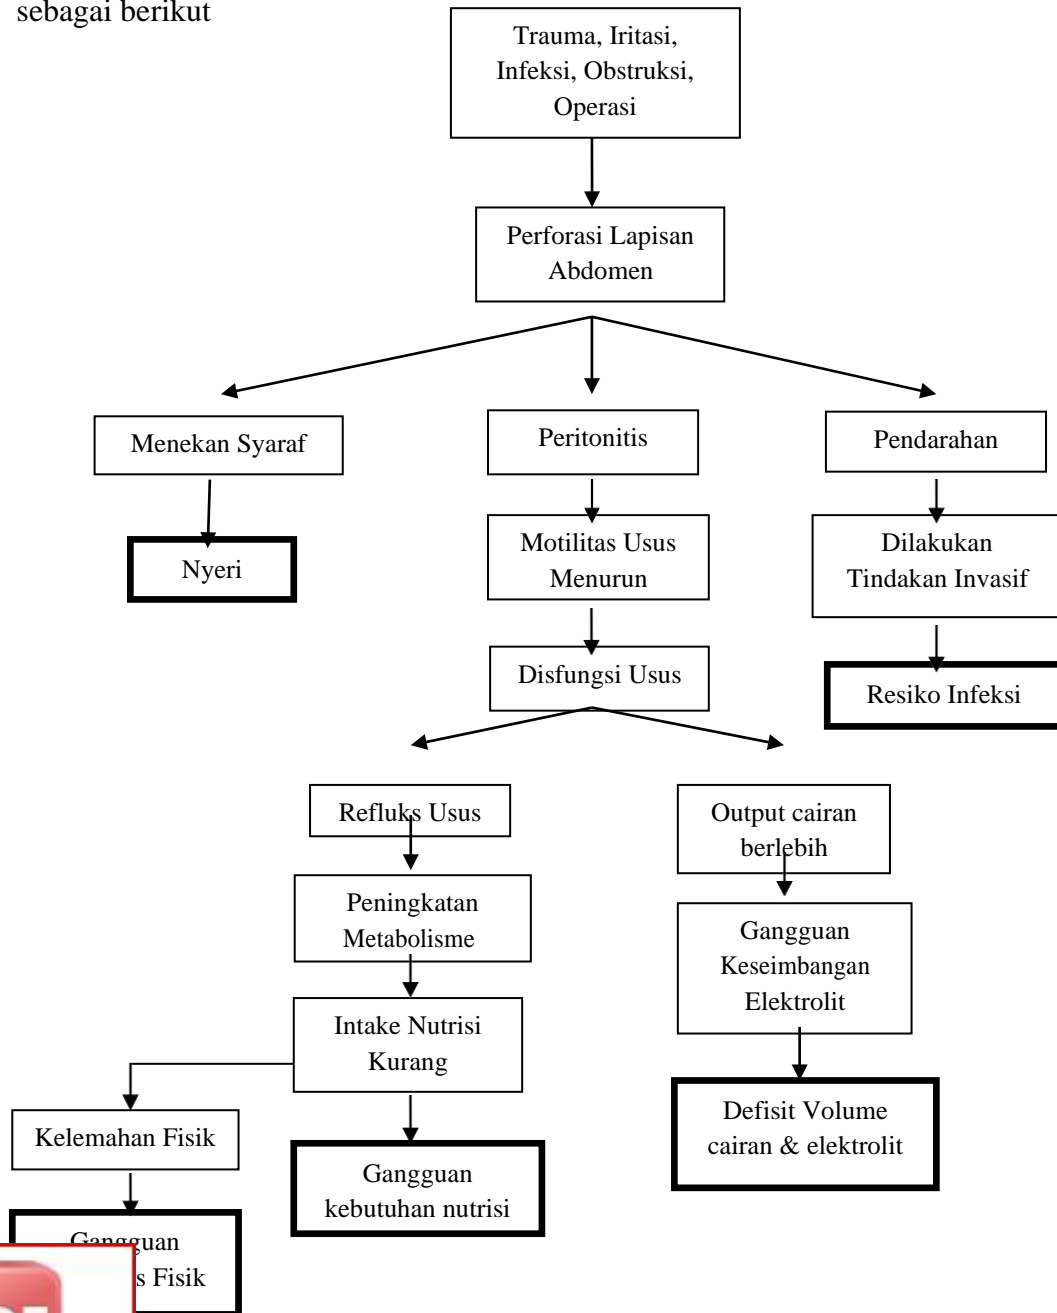 sebagai berikut
Trauma, Iritasi,
Infeksi, Obstruksi,
Operasi
Perforasi Lapisan
Abdomen
Menekan Syaraf
Peritonitis
Pendarahan
Nyeri
Motilitas Usus
Menurun
Dilakukan
Tindakan Invasif
Disfungsi Usus
Resiko Infeksi
Refluks Usus
Output cairan
berlebih
Peningkatan
Metabolisme
Gangguan
Keseimbangan
Elektrolit
Intake Nutrisi
Kurang
Kelemahan Fisik
Defisit Volume
cairan & elektrolit
Gangguan
kebutuhan nutrisi
Gangguan
Fisik